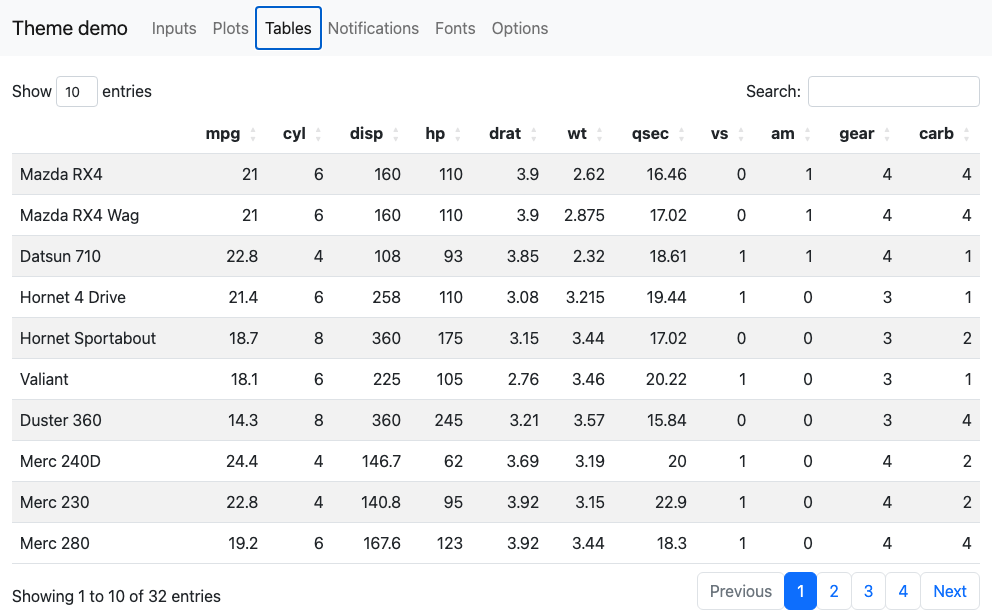 Theme demo Inputs Plots Tables Notifications Fonts Options
Show 10 entries Search:
mpg cyl disp hp drat wt qsec vs am gear carb
Mazda RX4 21 6 160 110 3.9 2.62 16.46 0 1 4 4
Mazda RX4 Wag 21 6 160 110 3.9 2.875 17.02 0 1 4 4
Datsun 710 22.8 4 108 93 3.85 2.32 18.61 1 1 4 1
Hornet 4 Drive 21.4 6 258 110 3.08 3.215 19.44 1 0 3 1
Hornet Sportabout 18.7 8 360 175 3.15 3.44 17.02 0 0 3 2
Valiant 18.1 6 225 105 2.76 3.46 20.22 1 0 3 1
Duster 360 14.3 8 360 245 3.21 3.57 15.84 0 0 3 4
Merc 240D 24.4 4 146.7 62 3.69 3.19 20 1 0 4 2
Merc 230 22.8 4 140.8 95 3.92 3.15 22.9 1 0 4 2
Merc 280 19.2 6 167.6 123 3.92 3.44 18.3 1 0 4 4
Showing 1 to 10 of 32 entries Previous 1 2 3 4 Next